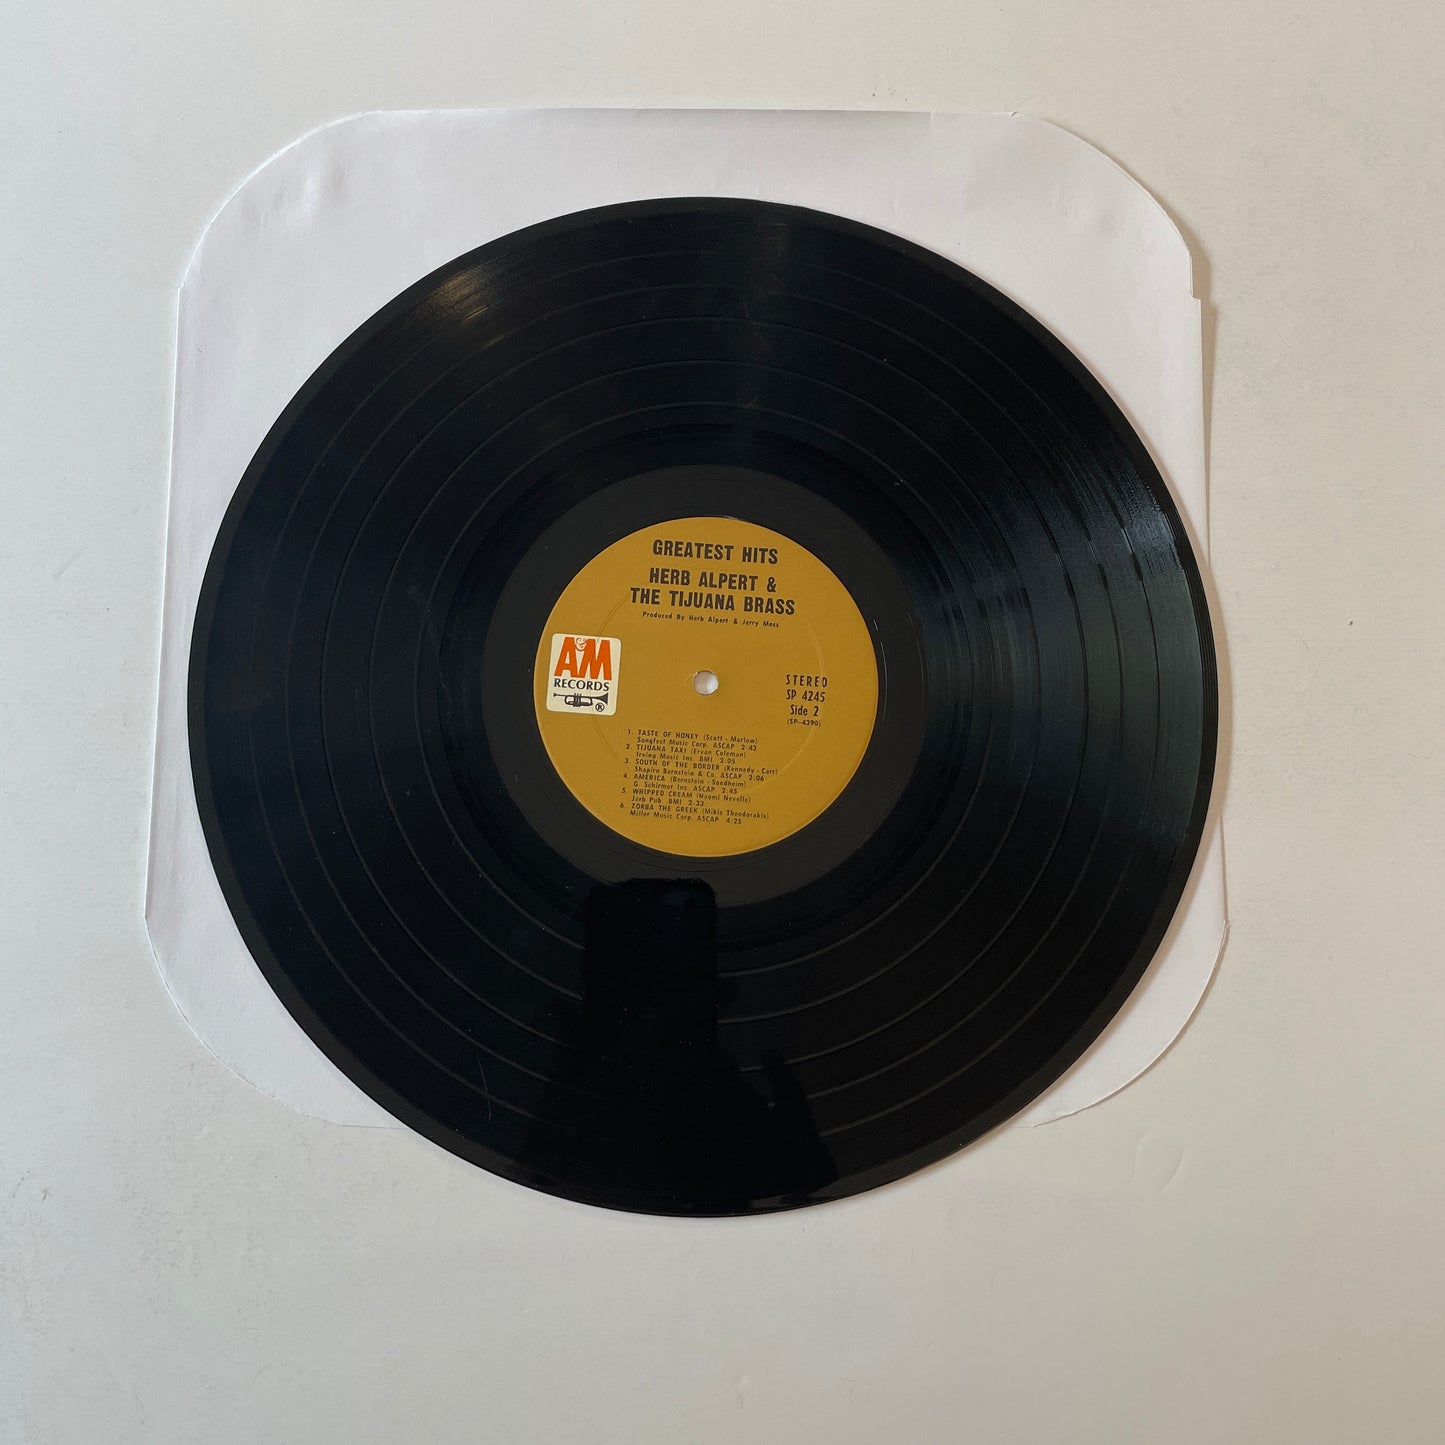 GREATEST HITS
HERB ALPERT &
THE TIJUANA BRASS
Produced By Herb Alpert & Jerry Moss
A&M
RECORDS
®
STEREO
SP 4245
Side 2
(SP-4390)
1. TASTE OF HONEY (Scott - Marlow)
Songfest Music Corp. ASCAP 2:43
2. TIJUANA TAXI (Ervan Coleman)
Irving Music Inc. BMI 2:05
3. SOUTH OF THE BORDER (Kennedy - Carr)
Shapiro Bernstein & Co. ASCAP 2:06
4. AMERICA (Bernstein - Sondheim)
G. Schirmer Inc. ASCAP 2:45
5. WHIPPED CREAM (Naomi Nevelle)
Jarb Pub. BMI 2:33
6. ZORBA THE GREEK (Mikis Theodorakis)
Miller Music Corp. ASCAP 4:25